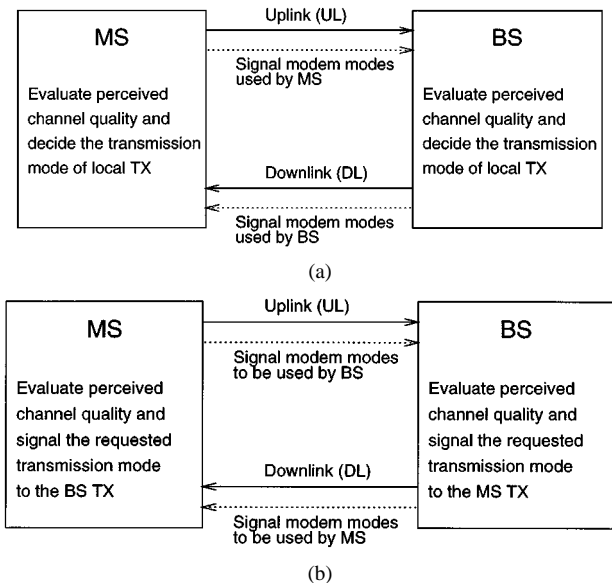 MS
Evaluate perceived
channel quality and
decide the transmission
mode of local TX
Uplink (UL)
Signal modem modes
used by MS
Downlink (DL)
Signal modem modes
used by BS
BS
Evaluate perceived
channel quality and
decide the transmission
mode of local TX
(a)
MS
Evaluate perceived
channel quality and
signal the requested
transmission mode
to the BS TX
Uplink (UL)
Signal modem modes
to be used by BS
Downlink (DL)
Signal modem modes
to be used by MS
BS
Evaluate perceived
channel quality and
signal the requested
transmission mode
to the MS TX
(b)